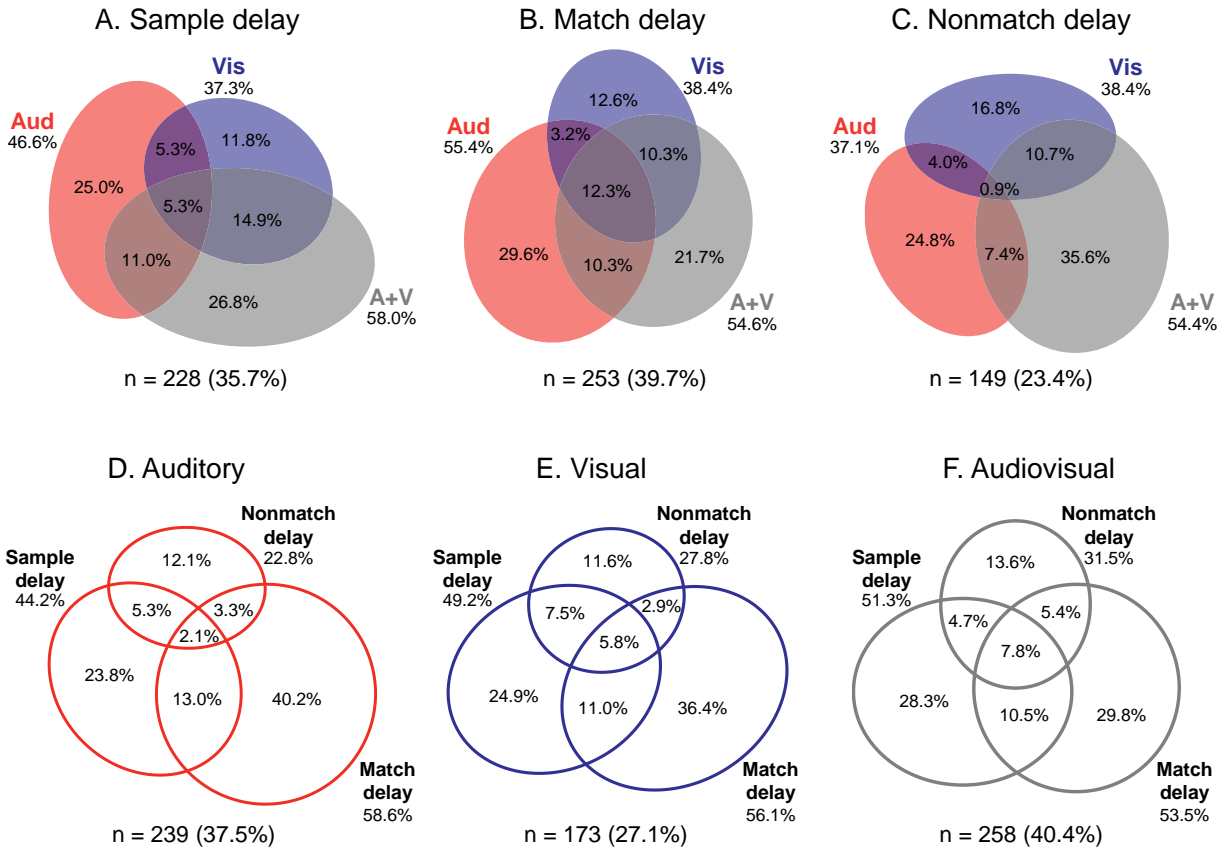 A. Sample delay
Vis
37.3%
Aud
46.6%
5.3%
11.8%
25.0%
5.3%
14.9%
11.0%
26.8%
A+V
58.0%
n = 228 (35.7%)
B. Match delay
Vis
38.4%
12.6%
Aud
55.4%
3.2%
10.3%
12.3%
29.6%
10.3%
21.7%
A+V
54.6%
n = 253 (39.7%)
C. Nonmatch delay
Vis
38.4%
16.8%
Aud
37.1%
4.0%
10.7%
0.9%
24.8%
7.4%
35.6%
A+V
54.4%
n = 149 (23.4%)
D. Auditory
Nonmatch
delay
22.8%
Sample
delay
44.2%
12.1%
5.3%
3.3%
2.1%
23.8%
13.0%
40.2%
Match
delay
58.6%
n = 239 (37.5%)
E. Visual
Nonmatch
delay
27.8%
Sample
delay
49.2%
11.6%
7.5%
2.9%
5.8%
24.9%
11.0%
36.4%
Match
delay
56.1%
n = 173 (27.1%)
F. Audiovisual
Nonmatch
delay
31.5%
Sample
delay
51.3%
13.6%
4.7%
5.4%
7.8%
28.3%
10.5%
29.8%
Match
delay
53.5%
n = 258 (40.4%)